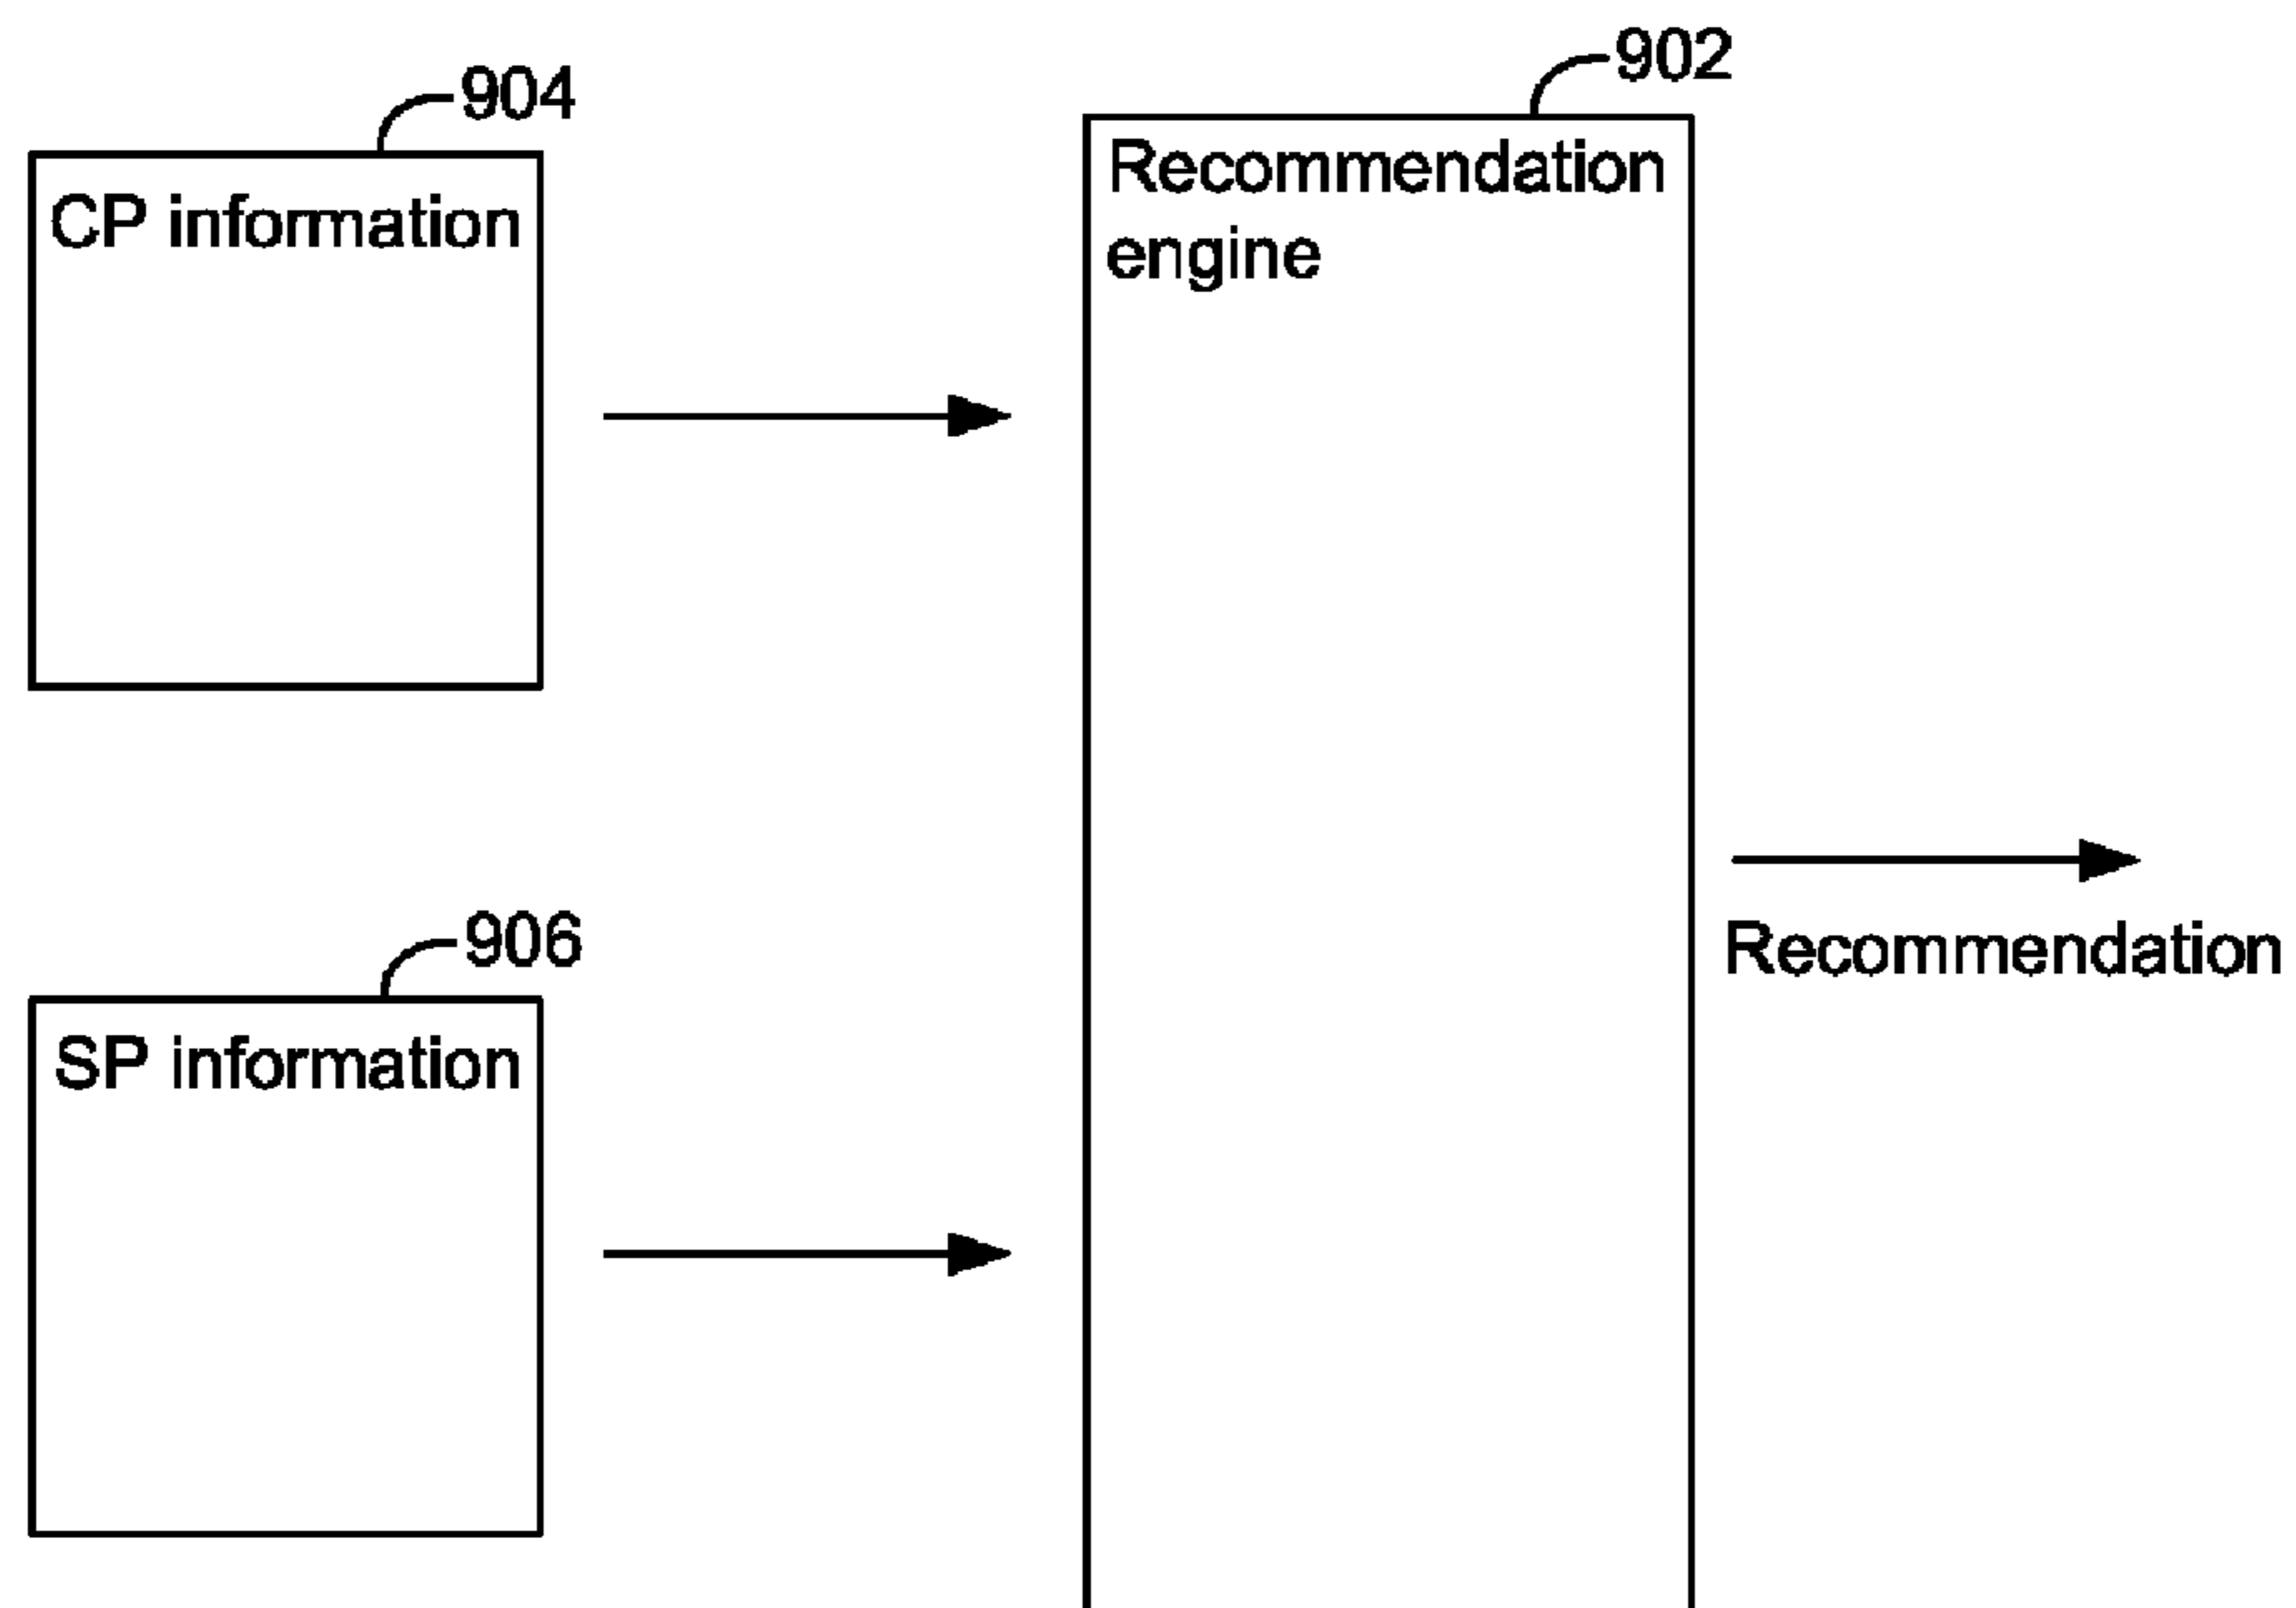 904
CP information
902
Recommendation
engine
906
SP information
Recommendation